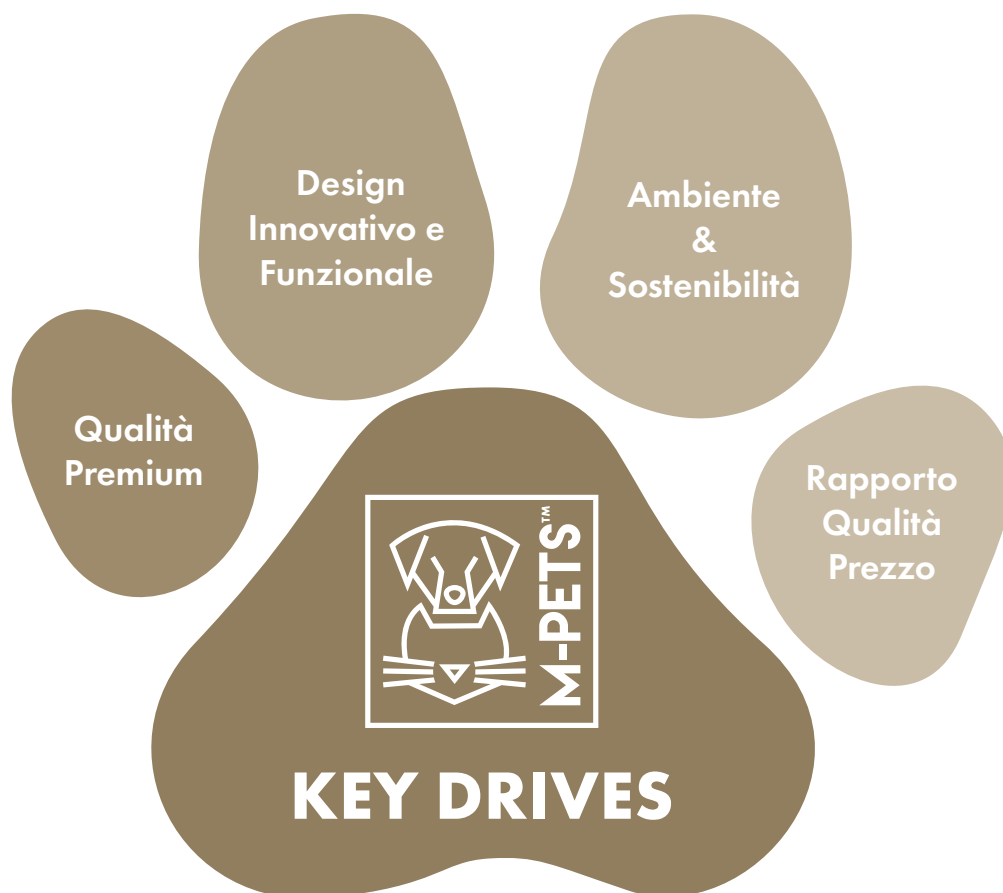 Design
Innovativo e
Funzionale
Ambiente
&
Sostenibilità
Qualità
Premium
Rapporto
Qualità
Prezzo
M-PETS™
KEY DRIVES